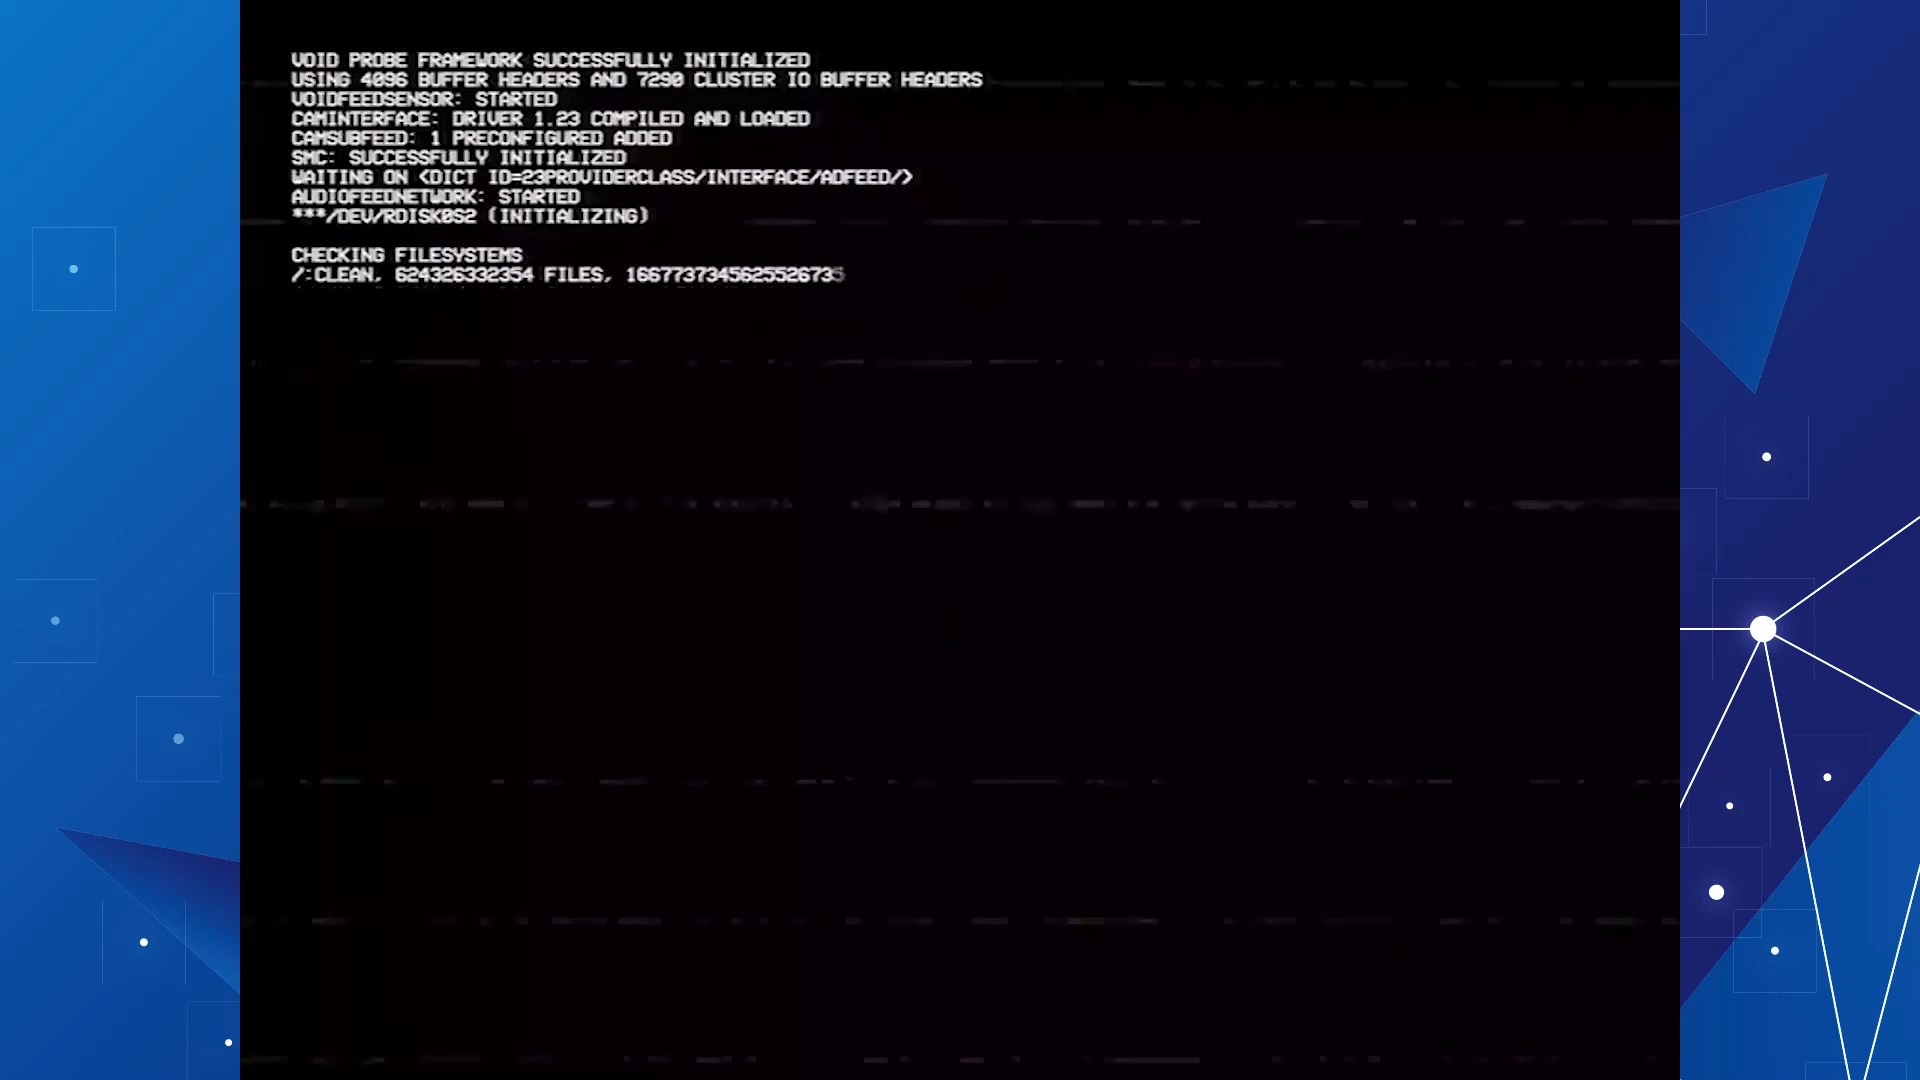 VOID PROBE FRAMEWORK SUCCESSFULLY INITIALIZED
USING 4096 BUFFER HEADERS AND 7290 CLUSTER IO BUFFER HEADERS
VOIDFEEDSENSOR: STARTED
CAMINTERFACE: DRIVER 1.23 COMPILED AND LOADED
CAMSUBFEED: 1 PRECONFIGURED ADDED
SMC: SUCCESSFULLY INITIALIZED
WAITING ON <DICT ID=23PROVIDERCLASS/INTERFACE/ADFEED/>
AUDIOFEEDNETWORK: STARTED
***/DEV/RDISK0S2 (INITIALIZING)
CHECKING FILESYSTEMS
/:CLEAN, 624326332354 FILES, 1667737345625526735